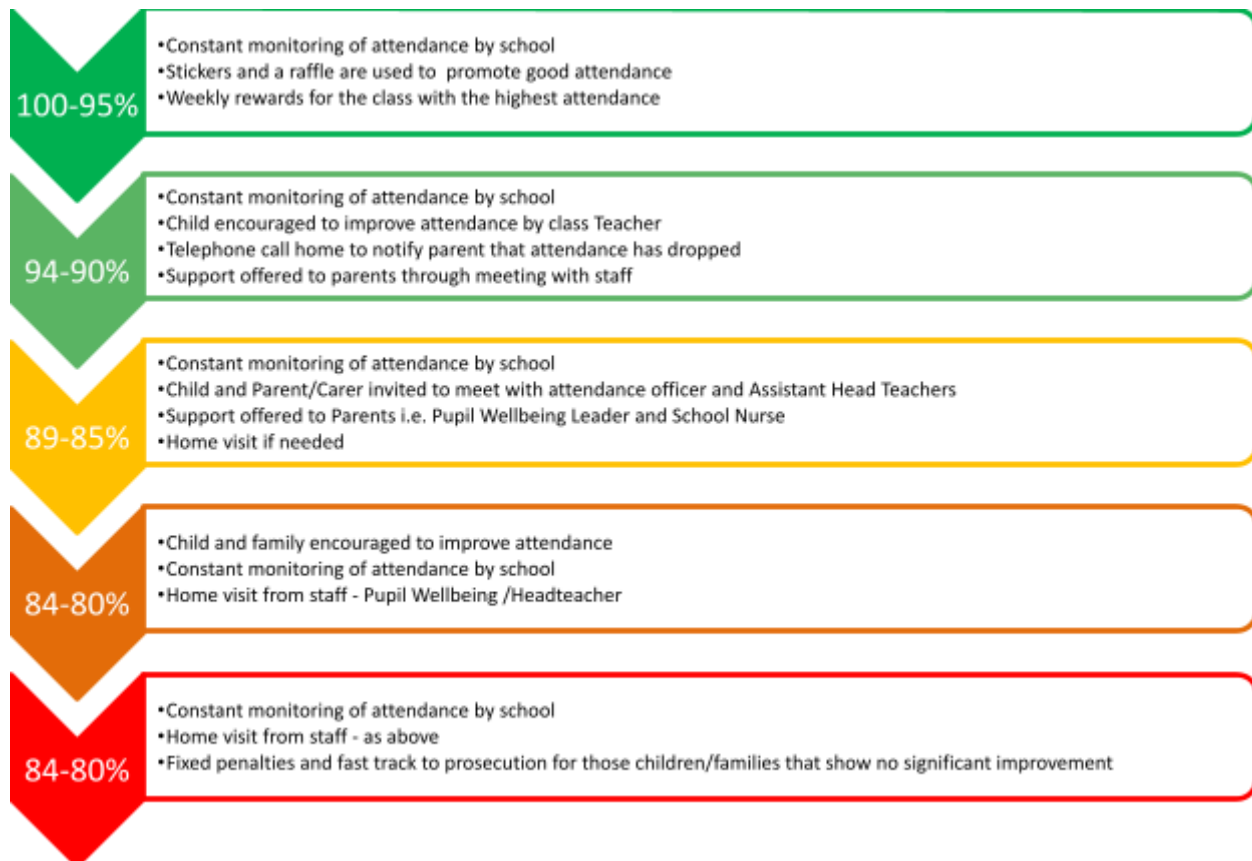 100-95%
•Constant monitoring of attendance by school
•Stickers and a raffle are used to promote good attendance
•Weekly rewards for the class with the highest attendance
94-90%
•Constant monitoring of attendance by school
•Child encouraged to improve attendance by class Teacher
•Telephone call home to notify parent that attendance has dropped
•Support offered to parents through meeting with staff
89-85%
•Constant monitoring of attendance by school
•Child and Parent/Carer invited to meet with attendance officer and Assistant Head Teachers
•Support offered to Parents i.e. Pupil Wellbeing Leader and School Nurse
•Home visit if needed
84-80%
•Child and family encouraged to improve attendance
•Constant monitoring of attendance by school
•Home visit from staff - Pupil Wellbeing /Headteacher
84-80%
•Constant monitoring of attendance by school
•Home visit from staff - as above
•Fixed penalties and fast track to prosecution for those children/families that show no significant improvement